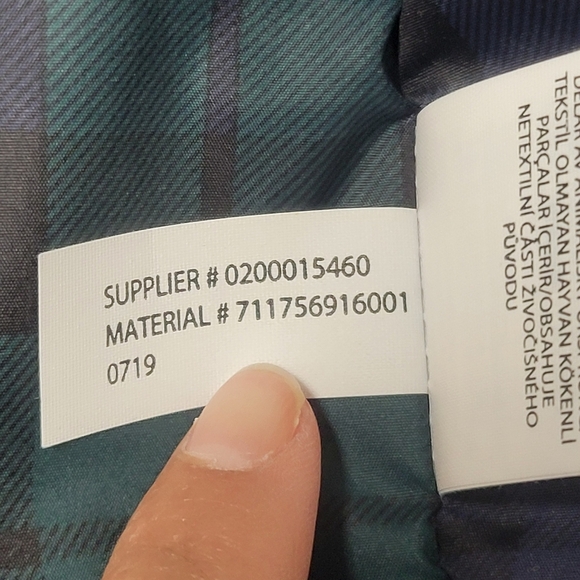 SUPPLIER # 0200015460
MATERIAL # 711756916001
0719
TEKSTİL OLMAYAN HAYVAN KÖKENLİ
PARÇALAR İÇERİR/OBSAHUJE
NETEXTILNÍ ČÁSTI ŽIVOČIŠNÉHO
PŮVODU